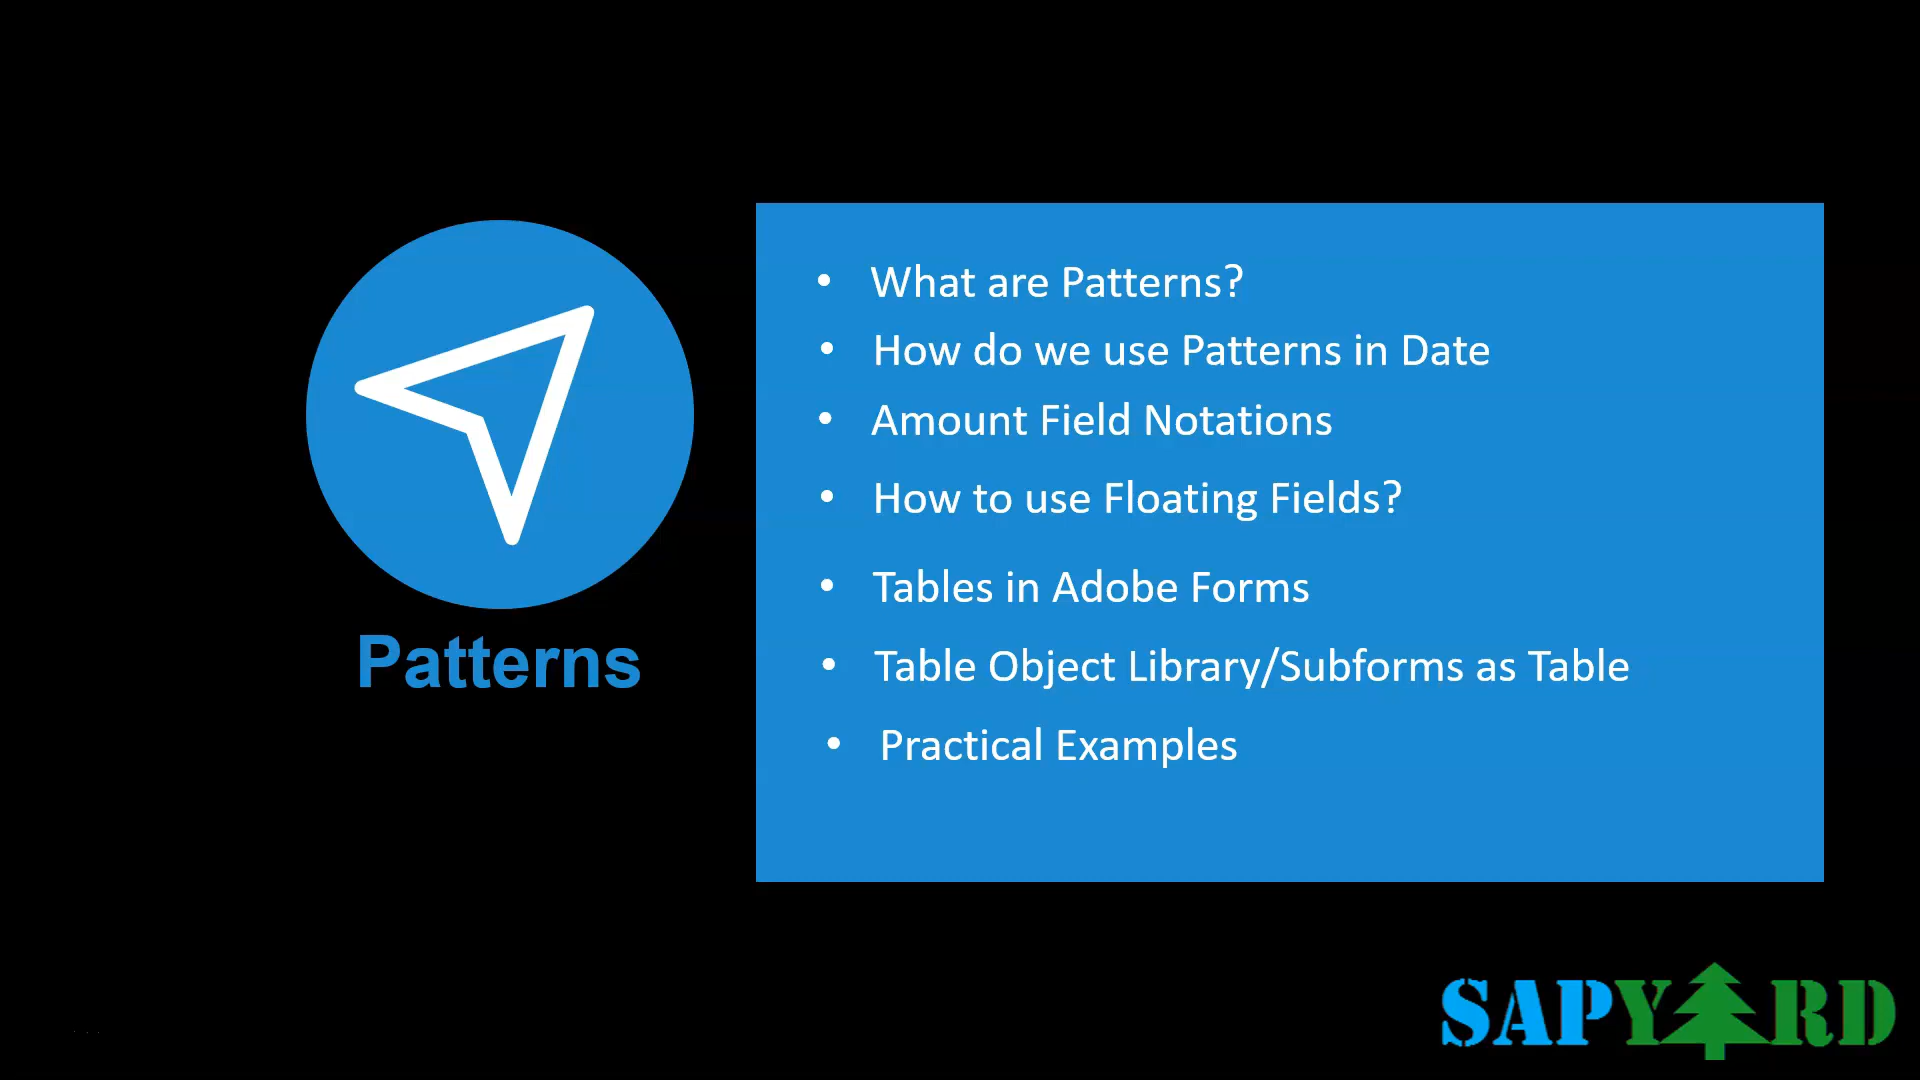 • What are Patterns?
• How do we use Patterns in Date
• Amount Field Notations
• How to use Floating Fields?
• Tables in Adobe Forms
• Table Object Library/Subforms as Table
• Practical Examples
Patterns
SAPYARD